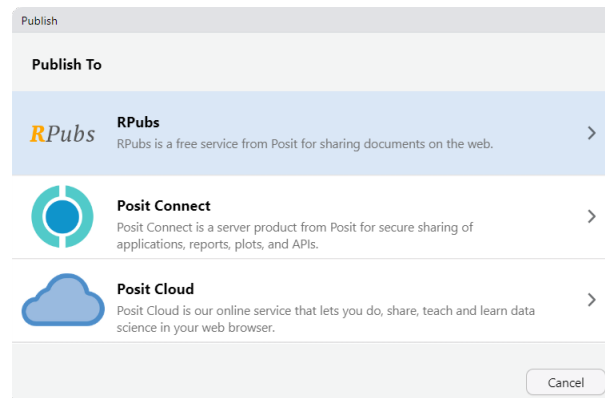 Publish
Publish To
RPubs
RPubs
RPubs is a free service from Posit for sharing documents on the web.
Posit Connect
Posit Connect is a server product from Posit for secure sharing of
applications, reports, plots, and APIs.
Posit Cloud
Posit Cloud is our online service that lets you do, share, teach and learn data
science in your web browser.
Cancel